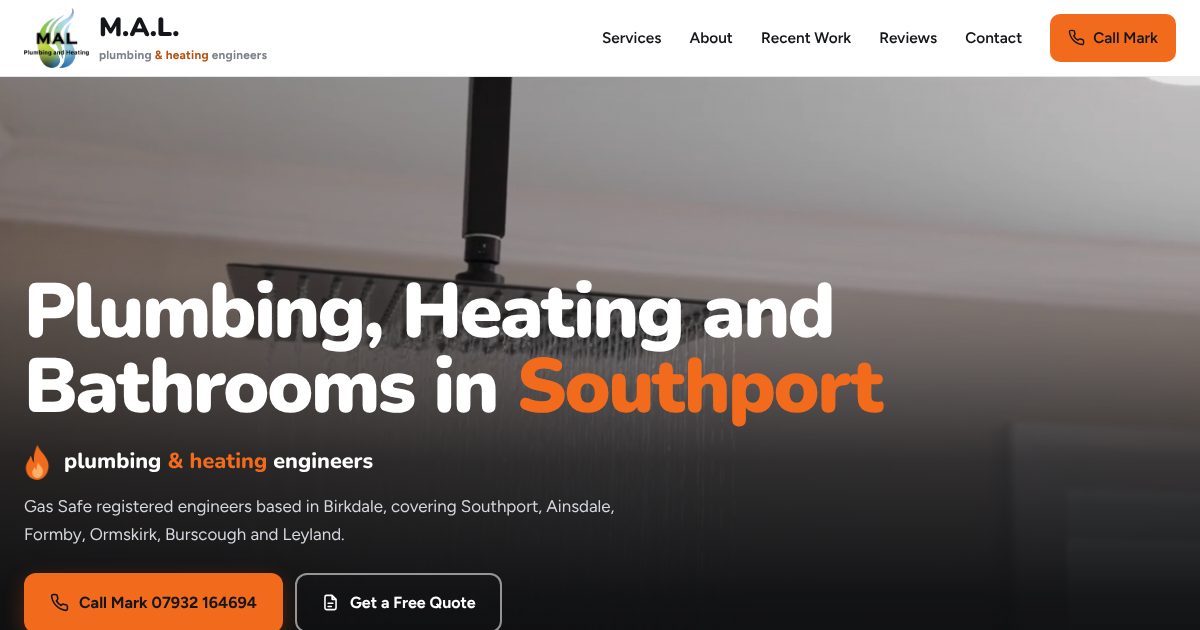 MAL
Plumbing and Heating
M.A.L.
plumbing & heating engineers
Services
About
Recent Work
Reviews
Contact
Call Mark
Plumbing, Heating and
Bathrooms in Southport
plumbing & heating engineers
Gas Safe registered engineers based in Birkdale, covering Southport, Ainsdale,
Formby, Ormskirk, Burscough and Leyland.
Call Mark 07932 164694
Get a Free Quote